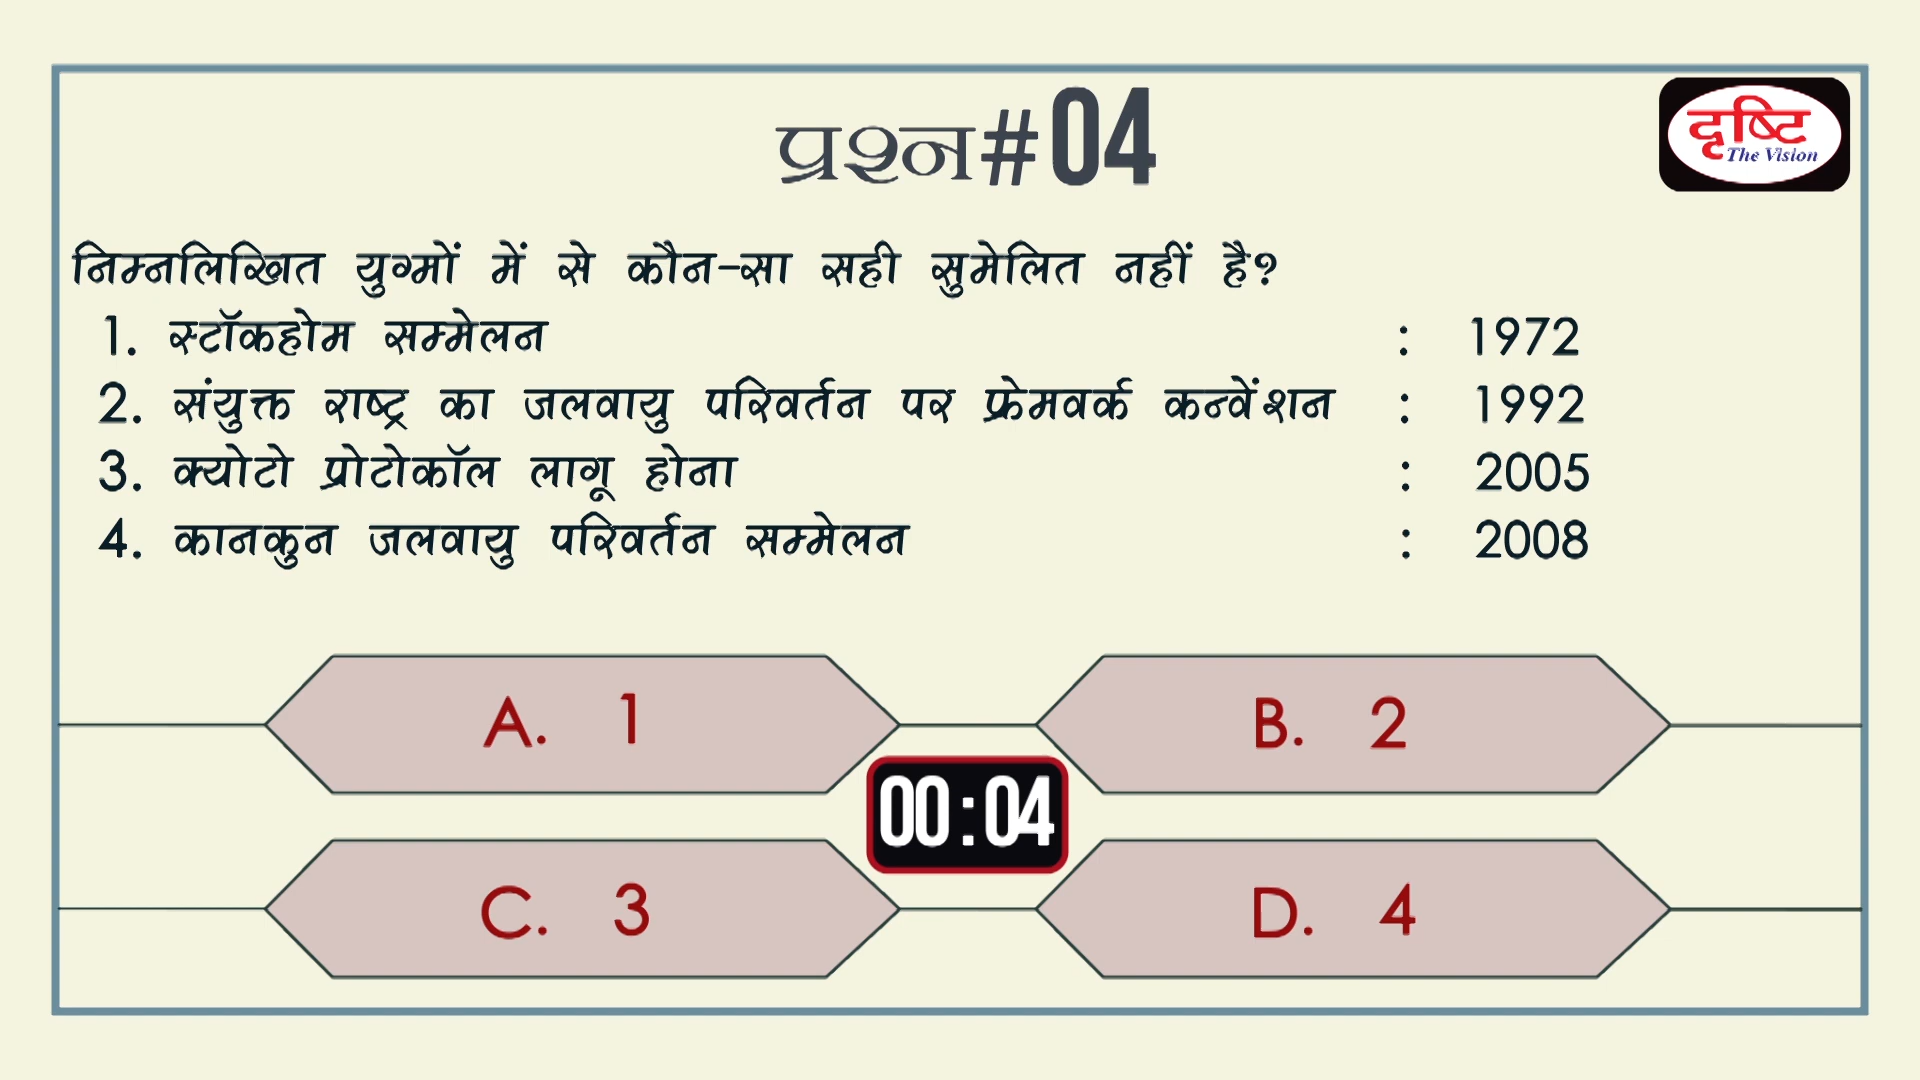 प्रश्न#04
दृष्टि
The Vision
निम्नलिखित युग्मों में से कौन-सा सही सुमेलित नहीं है?
1. स्टॉकहोम सम्मेलन : 1972
2. संयुक्त राष्ट्र का जलवायु परिवर्तन पर फ्रेमवर्क कन्वेंशन : 1992
3. क्योटो प्रोटोकॉल लागू होना : 2005
4. कानकुन जलवायु परिवर्तन सम्मेलन : 2008
A. 1
B. 2
00:04
C. 3
D. 4